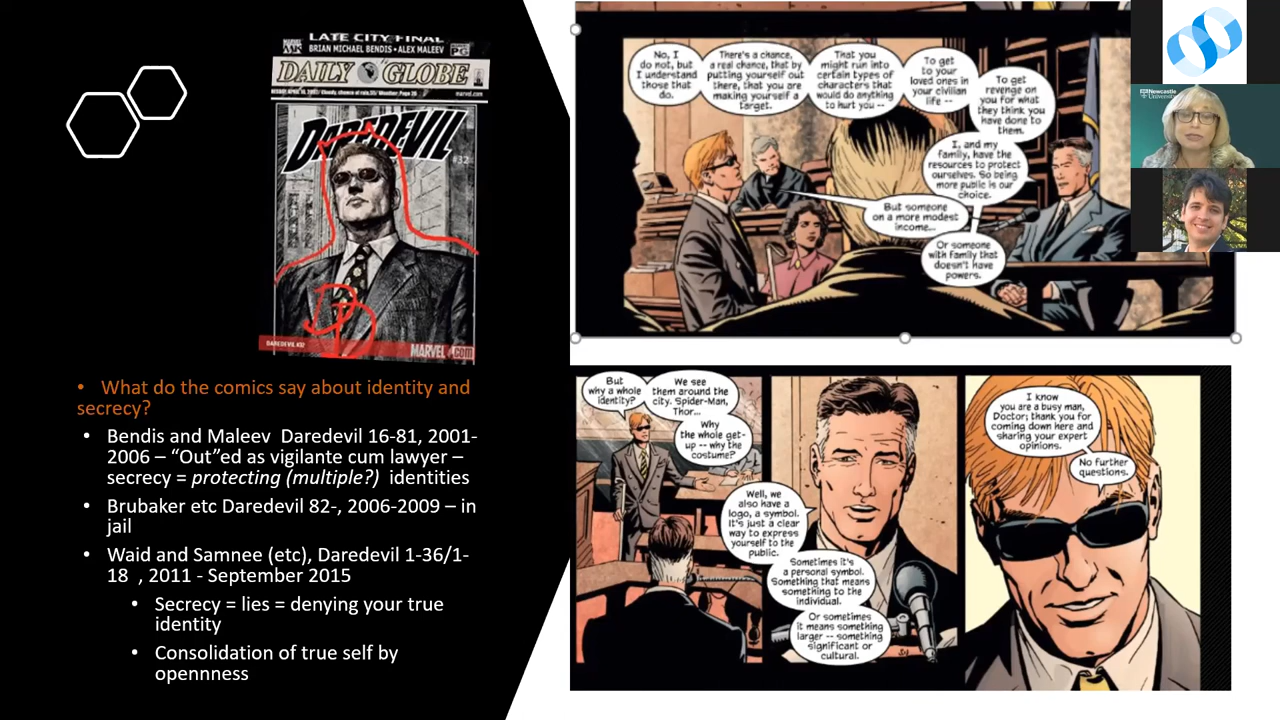 LATE CITY FINAL
BRIAN MICHAEL BENDIS • ALEX MALEEV
PG
DAILY GLOBE
marvel.com
DAREDEVIL
#32
DD
DAREDEVIL #32
MARVEL.com
• What do the comics say about identity and
secrecy?
• Bendis and Maleev Daredevil 16-81, 2001-
2006 – “Out”ed as vigilante cum lawyer –
secrecy = protecting (multiple?) identities
• Brubaker etc Daredevil 82-, 2006-2009 – in
jail
• Waid and Samnee (etc), Daredevil 1-36/1-
18 , 2011 - September 2015
• Secrecy = lies = denying your true
identity
• Consolidation of true self by
opennness
No, I
do not, but
I understand
those that
do.
There's a chance,
a real chance, that by
putting yourself out
there, that you are
making yourself a
target.
That you
might run into
certain types of
characters that
would do anything
to hurt you --
To get
to your
loved ones in
your civilian
life --
To get
revenge on
you for what
they think you
have done to
them.
I, and my
family, have the
resources to protect
ourselves. So being
more public is our
choice.
But someone
on a more modest
income...
Or someone
with family that
doesn't have
powers.
But
why a whole
identity?
We see
them around the
city. Spider-Man,
Thor...
Why
the whole get-
up -- why the
costume?
Well, we
also have a
logo, a symbol.
It's just a clear
way to express
yourself to the
public.
Sometimes it's
a personal symbol.
Something that means
something to the
individual.
Or sometimes
it means something
larger -- something
significant or
cultural.
I know
you are a busy man,
Doctor; thank you for
coming down here and
sharing your expert
opinions.
No further
questions.
Newcastle
University